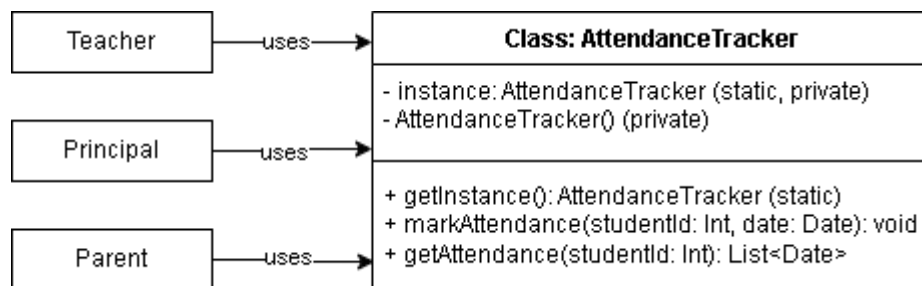 Teacher
uses
Class: AttendanceTracker
- instance: AttendanceTracker (static, private)
- AttendanceTracker() (private)
Principal
uses
+ getInstance(): AttendanceTracker (static)
+ markAttendance(studentId: Int, date: Date): void
+ getAttendance(studentId: Int): List<Date>
Parent
uses